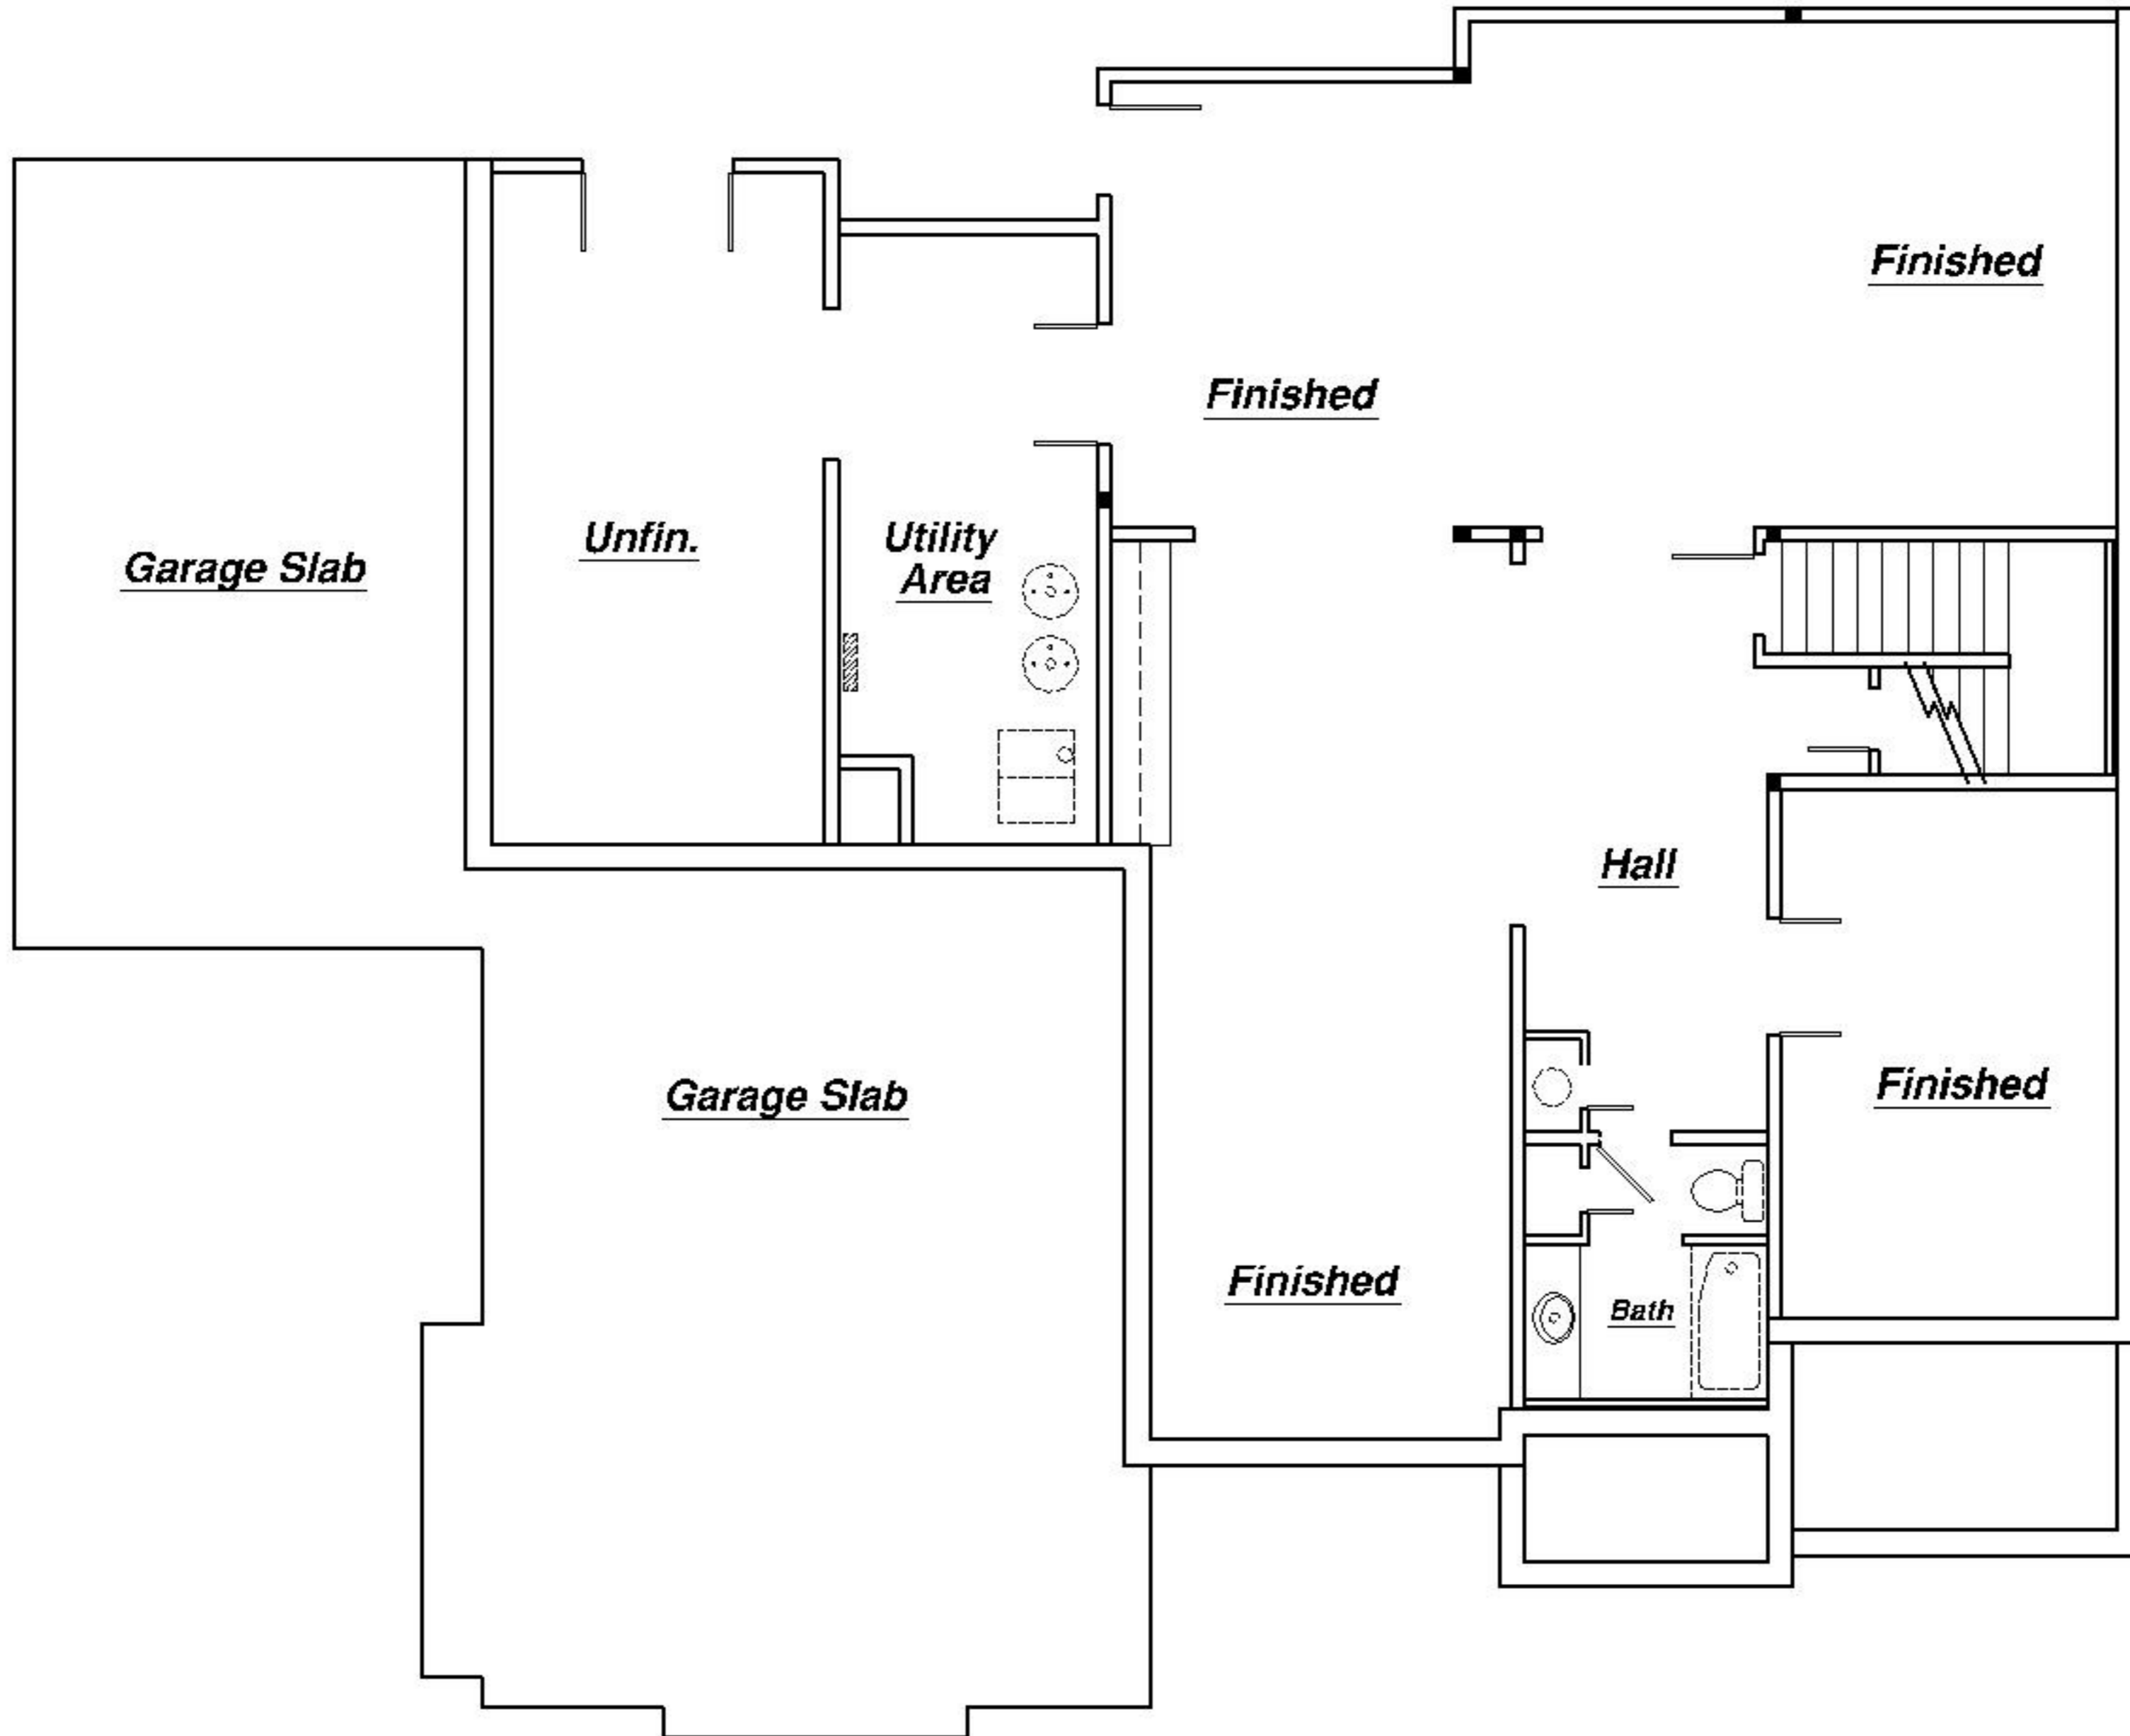 Finished
Finished
Unfin.
Utility
Area
Garage Slab
Hall
Garage Slab
Finished
Finished
Bath